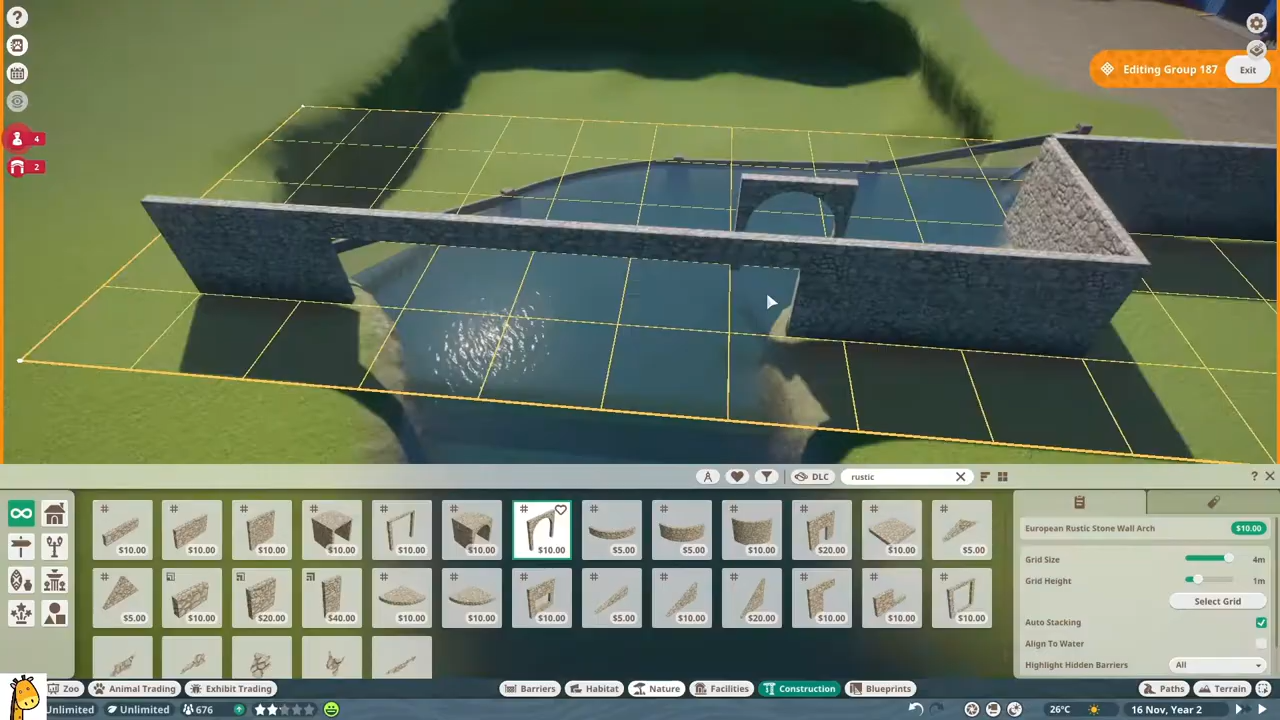 ?
Editing Group 187
Exit
4
2
DLC
rustic
?
$10.00 $10.00 $10.00 $10.00 $10.00 $10.00 $10.00 $5.00 $5.00 $10.00 $20.00 $10.00 $5.00
$5.00 $10.00 $20.00 $40.00 $10.00 $10.00 $10.00 $5.00 $10.00 $20.00 $10.00 $10.00 $10.00
European Rustic Stone Wall Arch $10.00
Grid Size 4m
Grid Height 1m
Select Grid
Auto Stacking
Align To Water
Highlight Hidden Barriers All
Zoo Animal Trading Exhibit Trading Barriers Habitat Nature Facilities Construction Blueprints Paths Terrain
Unlimited Unlimited 676 26°C 16 Nov, Year 2